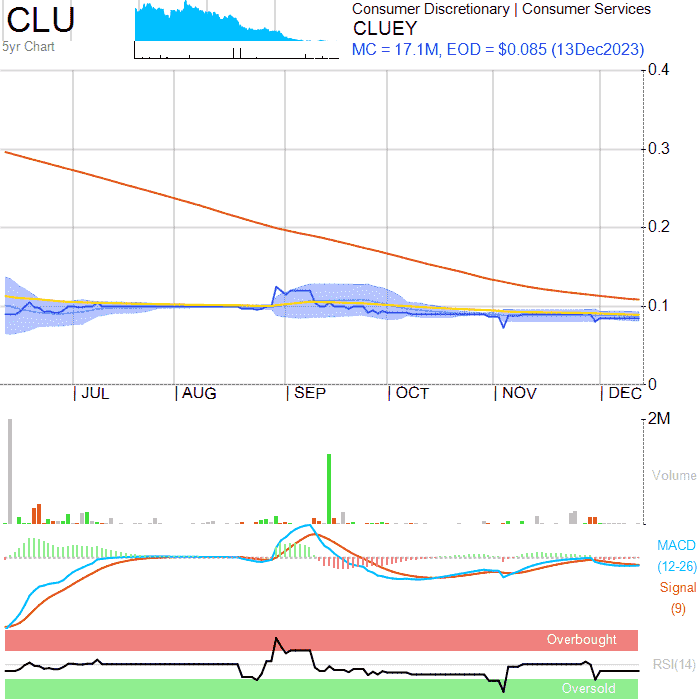 CLU
5yr Chart
Consumer Discretionary | Consumer Services
CLUEY
MC = 17.1M, EOD = $0.085 (13Dec2023)
0.4
0.3
0.2
0.1
0
| JUL | AUG | SEP | OCT | NOV | DEC
2M
Volume
MACD
(12-26)
Signal
(9)
Overbought
RSI(14)
Oversold